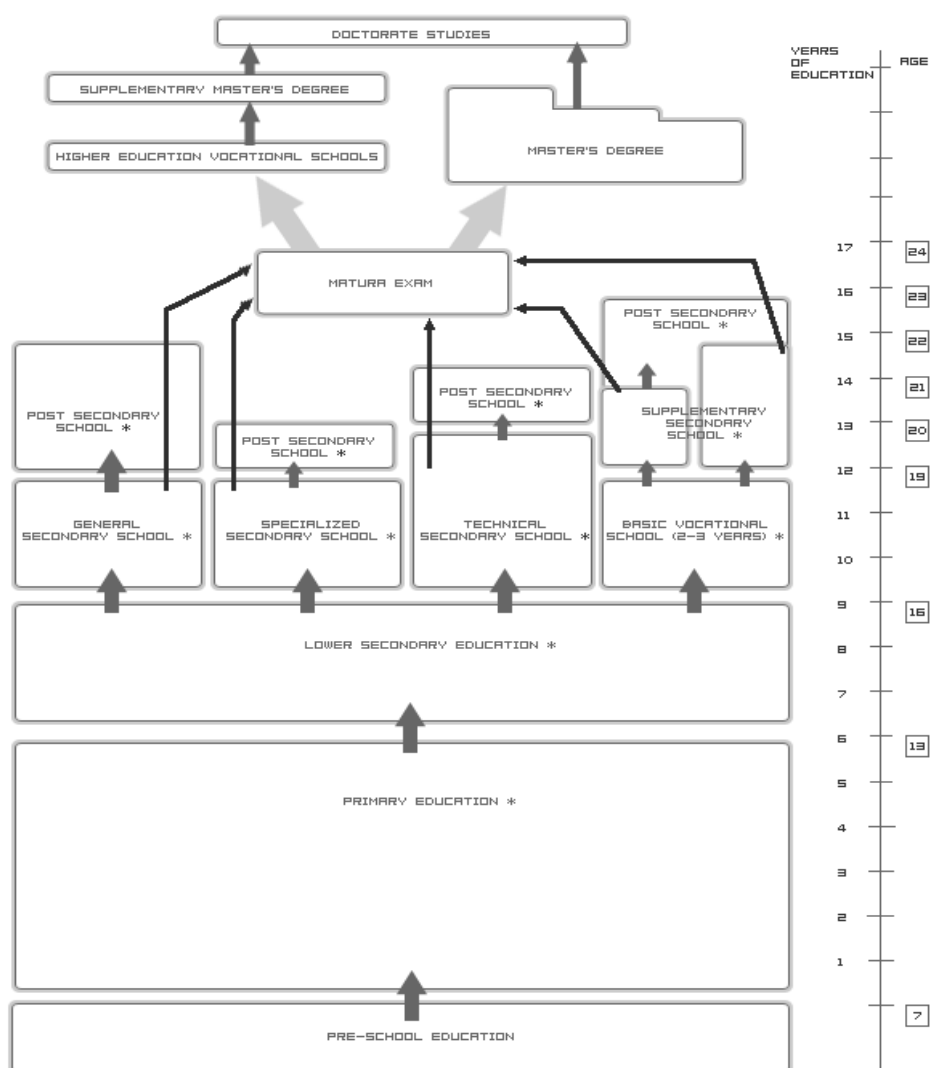 DOCTORATE STUDIES
YEARS
OF
EDUCATION
AGE
SUPPLEMENTARY MASTER'S DEGREE
HIGHER EDUCATION VOCATIONAL SCHOOLS
MASTER'S DEGREE
17
24
MATURA EXAM
16
23
POST SECONDARY
SCHOOL *
15
22
14
21
POST SECONDARY
SCHOOL *
POST SECONDARY
SCHOOL *
SUPPLEMENTARY
SECONDARY
SCHOOL *
13
20
POST SECONDARY
SCHOOL *
12
19
11
GENERAL
SECONDARY SCHOOL *
SPECIALIZED
SECONDARY SCHOOL *
TECHNICAL
SECONDARY SCHOOL *
BASIC VOCATIONAL
SCHOOL (2-3 YEARS) *
10
9
16
LOWER SECONDARY EDUCATION *
8
7
6
13
5
PRIMARY EDUCATION *
4
3
2
1
7
PRE-SCHOOL EDUCATION